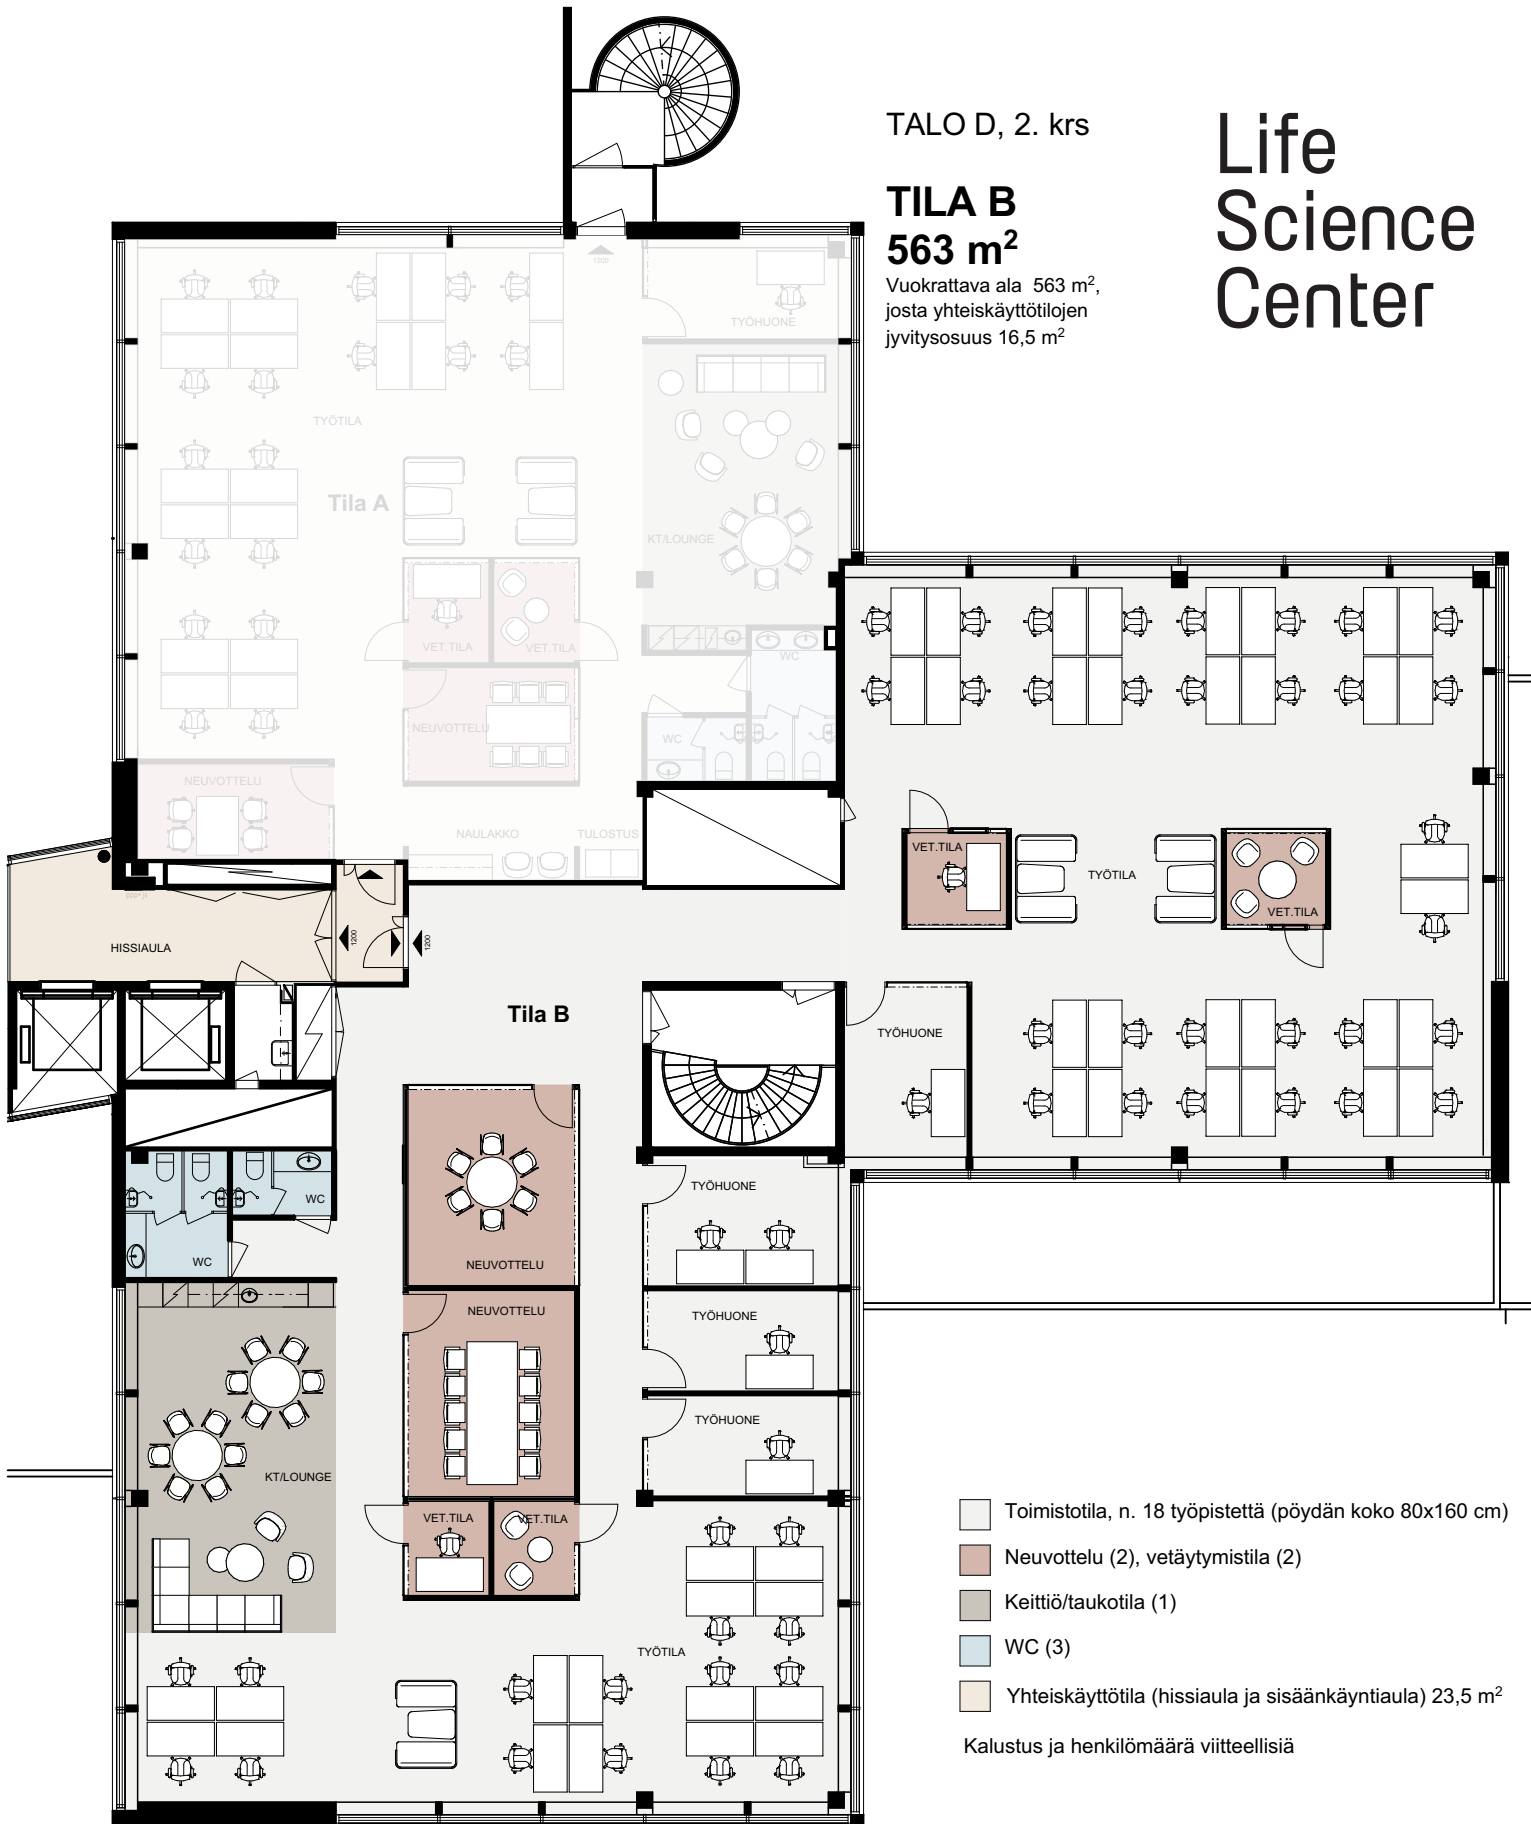 TALO D, 2. krs
Life
Science
Center
TILA B
563 m²
Vuokrattava ala 563 m²,
josta yhteiskäyttötilojen
jyvitysosuus 16,5 m²
1200
TYÖHUONE
TYÖTILA
Tila A
KT/LOUNGE
VET.TILA
VET.TILA
WC
NEUVOTTELU
WC
NEUVOTTELU
NAULAKKO
TULOSTUS
VET.TILA
TYÖTILA
VET.TILA
HISSIAULA
1200
1200
Tila B
TYÖHUONE
WC
WC
NEUVOTTELU
TYÖHUONE
NEUVOTTELU
TYÖHUONE
TYÖHUONE
KT/LOUNGE
VET.TILA
VET.TILA
TYÖTILA
Toimistotila, n. 18 työpistettä (pöydän koko 80x160 cm)
Neuvottelu (2), vetäytymistila (2)
Keittiö/taukotila (1)
WC (3)
Yhteiskäyttötila (hissiaula ja sisäänkäyntiaula) 23,5 m²
Kalustus ja henkilömäärä viitteellisiä